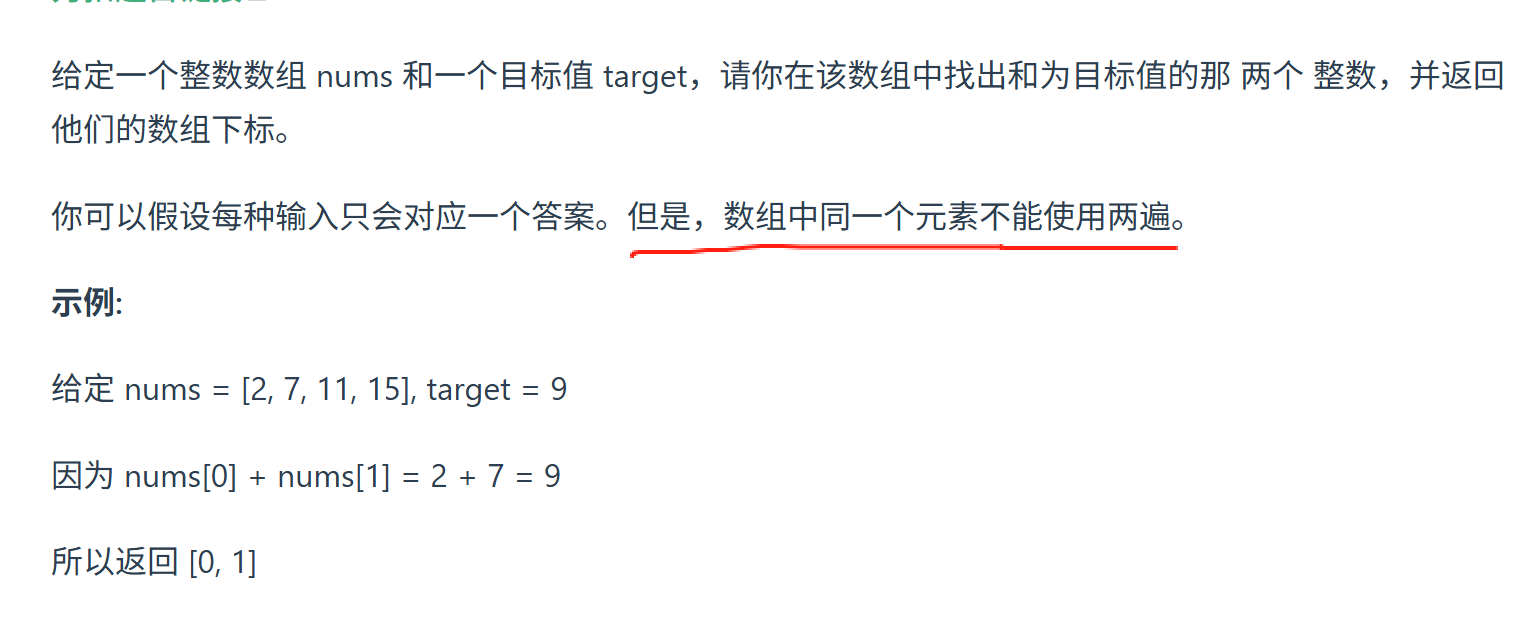 给定一个整数数组 nums 和一个目标值 target，请你在该数组中找出和为目标值的那 两个 整数，并返回
他们的数组下标。
你可以假设每种输入只会对应一个答案。但是，数组中同一个元素不能使用两遍。
示例:
给定 nums = [2, 7, 11, 15], target = 9
因为 nums[0] + nums[1] = 2 + 7 = 9
所以返回 [0, 1]